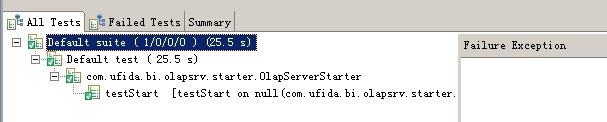 All Tests Failed Tests Summary
Default suite ( 1/0/0/0 ) (25.5 s)
Failure Exception
Default test ( 25.5 s)
com.ufida.bi.olapsrv.starter.OlapServerStarter
testStart [testStart on null(com.ufida.bi.olapsrv.starter.